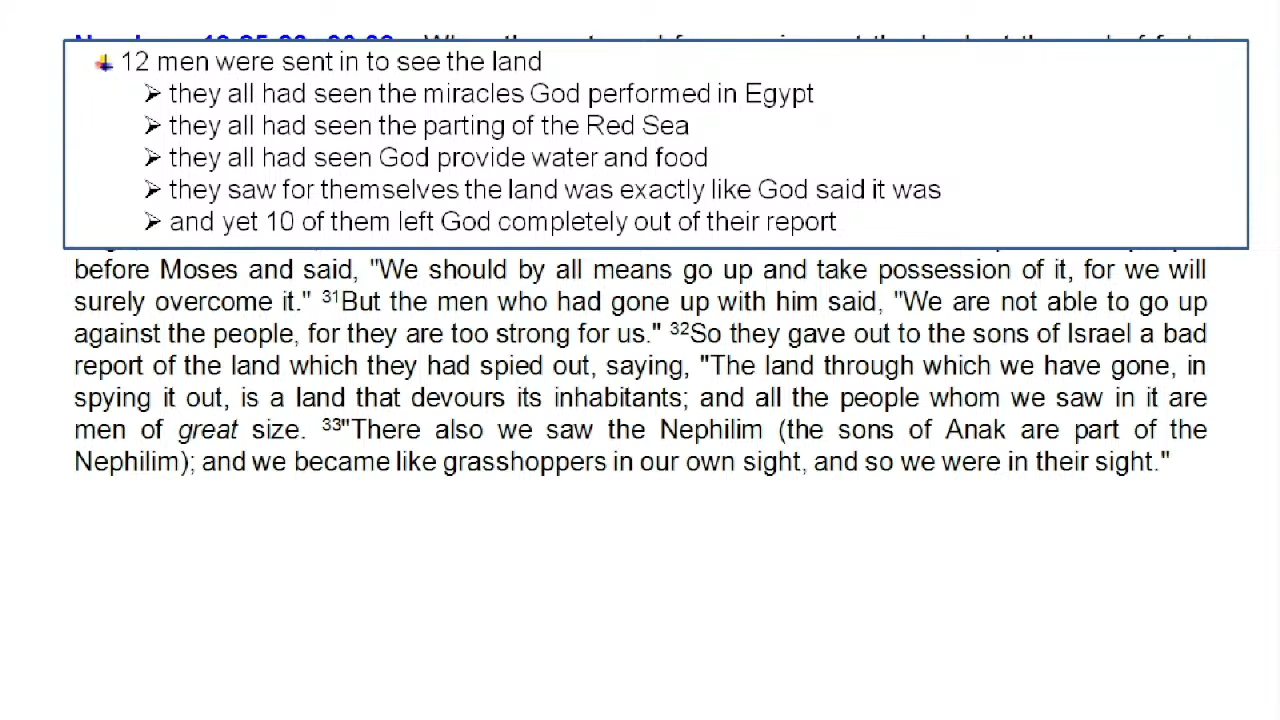 12 men were sent in to see the land
they all had seen the miracles God performed in Egypt
they all had seen the parting of the Red Sea
they all had seen God provide water and food
they saw for themselves the land was exactly like God said it was
and yet 10 of them left God completely out of their report
before Moses and said, "We should by all means go up and take possession of it, for we will
surely overcome it." ³¹But the men who had gone up with him said, "We are not able to go up
against the people, for they are too strong for us." ³²So they gave out to the sons of Israel a bad
report of the land which they had spied out, saying, "The land through which we have gone, in
spying it out, is a land that devours its inhabitants; and all the people whom we saw in it are
men of great size. ³³"There also we saw the Nephilim (the sons of Anak are part of the
Nephilim); and we became like grasshoppers in our own sight, and so we were in their sight."